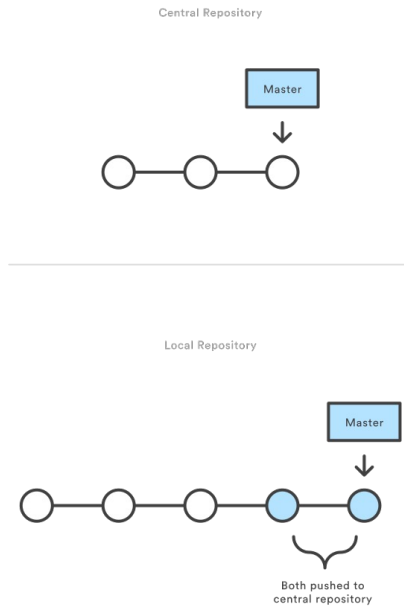 Central Repository
Master
Local Repository
Master
Both pushed to
central repository